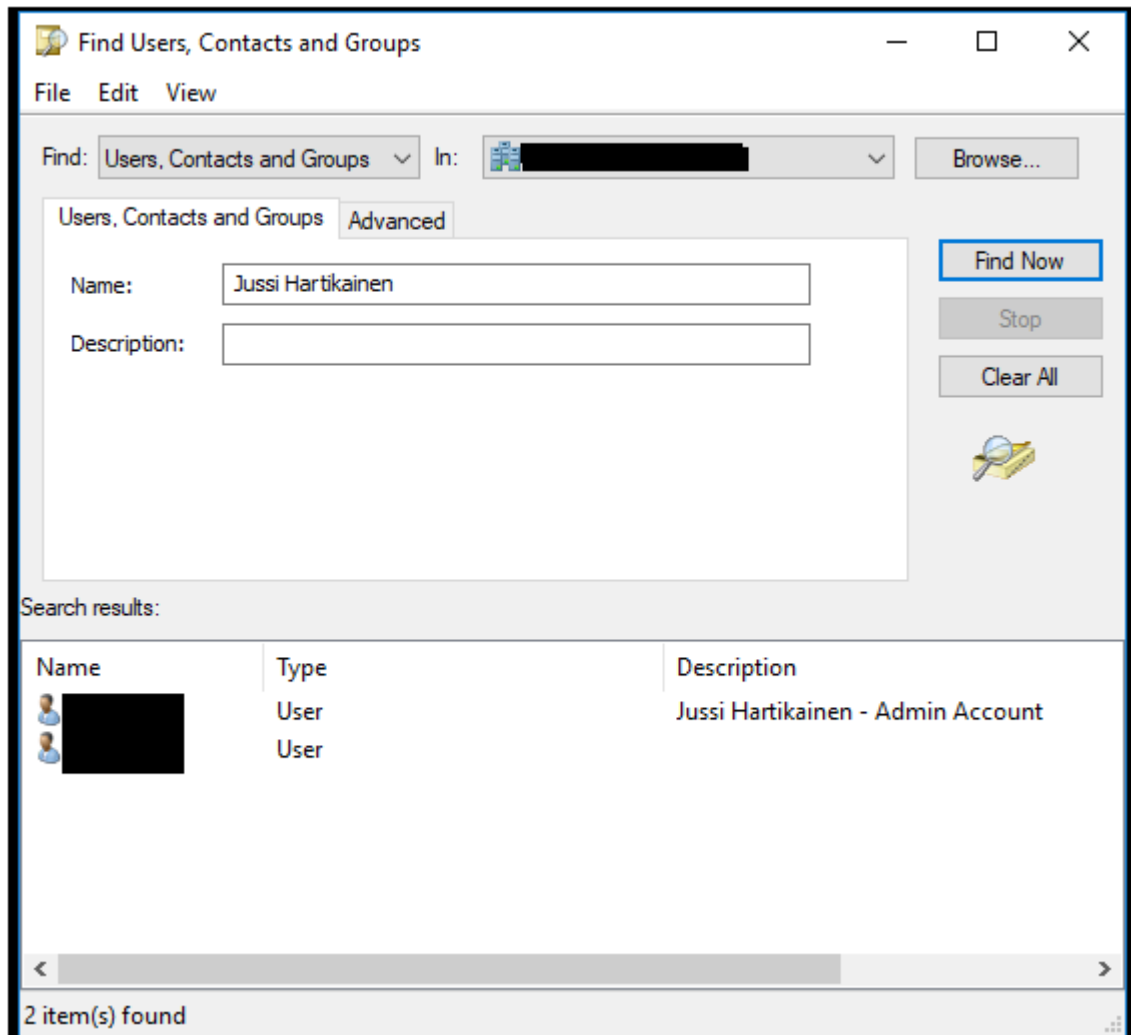 Find Users, Contacts and Groups
File Edit View
Find: Users, Contacts and Groups In: Browse...
Users, Contacts and Groups Advanced
Find Now
Name: Jussi Hartikainen
Stop
Description:
Clear All
Search results:
Name Type Description
User Jussi Hartikainen - Admin Account
User
2 item(s) found